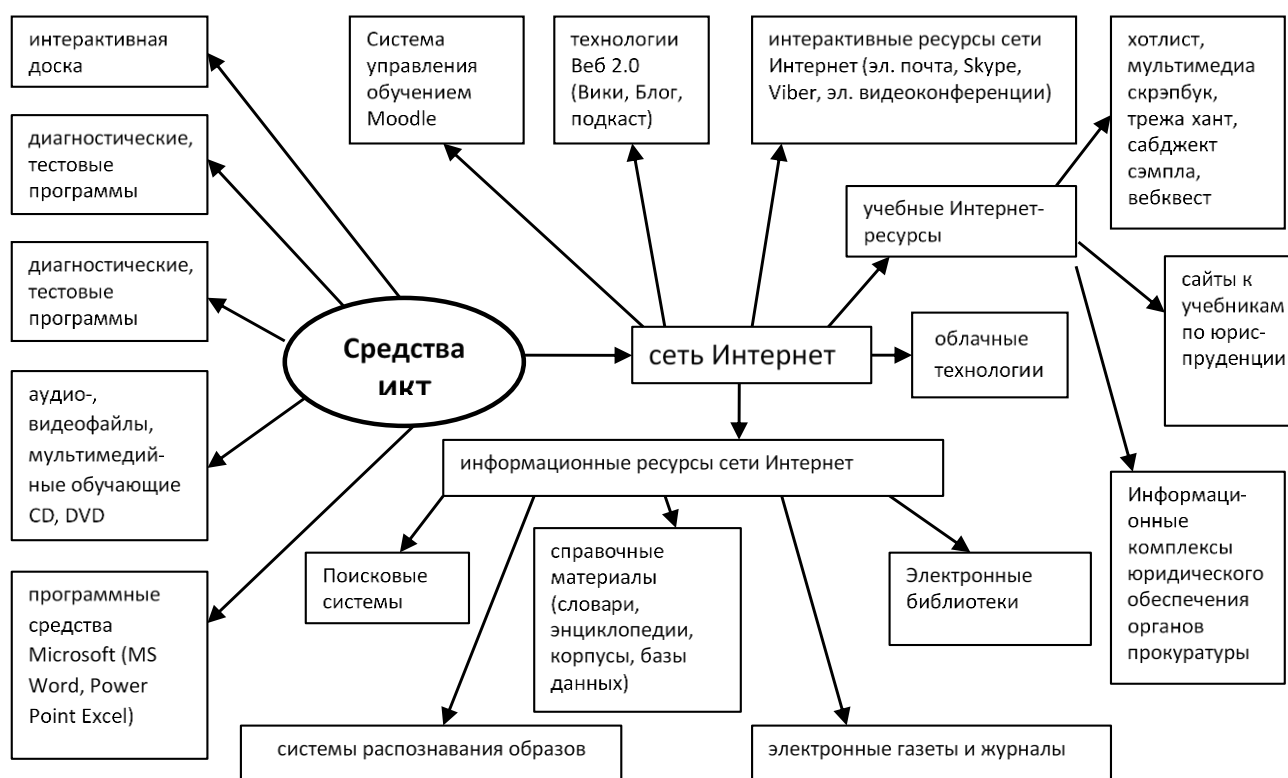 интерактивная
доска
Система
управления
обучением
Moodle
технологии
Веб 2.0
(Вики, Блог,
подкаст)
интерактивные ресурсы сети
Интернет (эл. почта, Skype,
Viber, эл. видеоконференции)
хотлист,
мультимедиа
скрэпбук,
трежа хант,
сабджект
сэмпла,
вебквест
диагностические,
тестовые
программы
учебные Интернет-
ресурсы
диагностические,
тестовые
программы
сайты к
учебникам
по юрис-
пруденции
Средства
ИКТ
сеть Интернет
облачные
технологии
аудио-,
видеофайлы,
мультимедий-
ные обучающие
CD, DVD
информационные ресурсы сети Интернет
Информаци-
онные
комплексы
юридического
обеспечения
органов
прокуратуры
Поисковые
системы
справочные
материалы
(словари,
энциклопедии,
корпусы, базы
данных)
Электронные
библиотеки
программные
средства
Microsoft (MS
Word, Power
Point Excel)
системы распознавания образов
электронные газеты и журналы